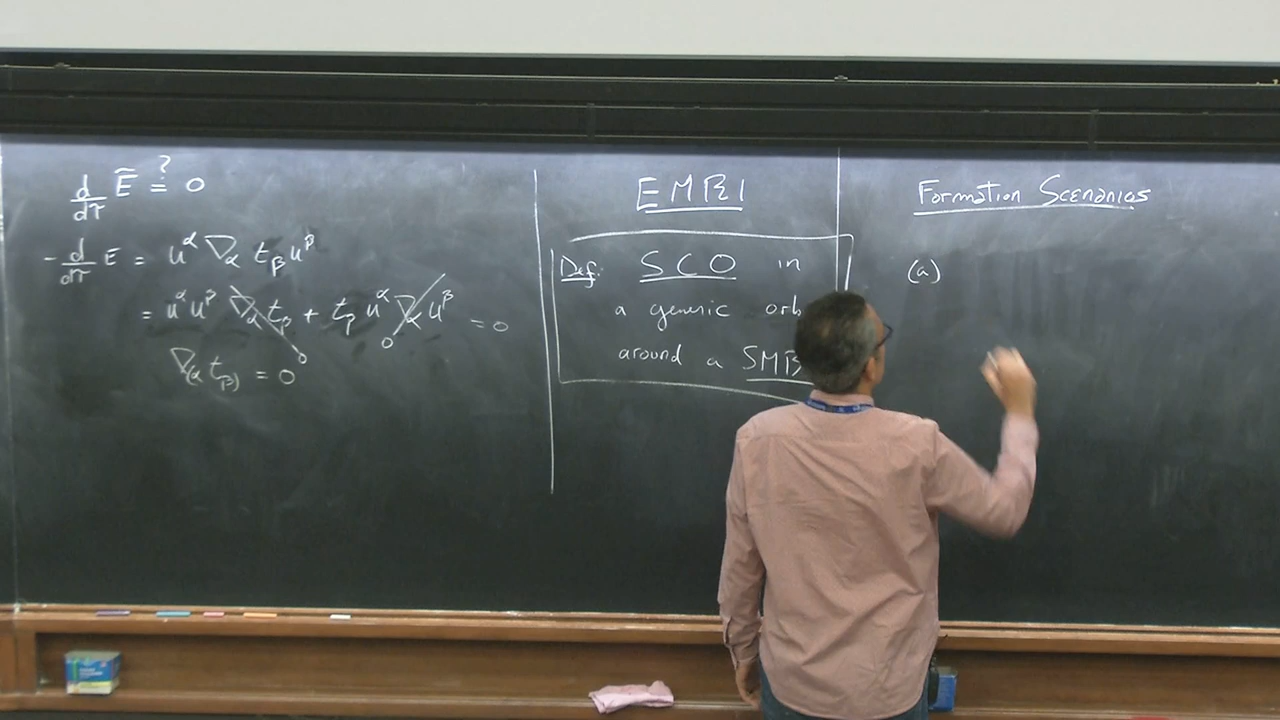 d/dτ Ẽ ≟ 0
- d/dτ E = u^α ∇_α t_β u^β
= u^α u^β ∇_α t_β + t_β u^α ∇_α u^β = 0
0 0
∇_(α t_β) = 0
EMRI
Def: SCO in
a generic orb
around a SMB
Formation Scenarios
(a)